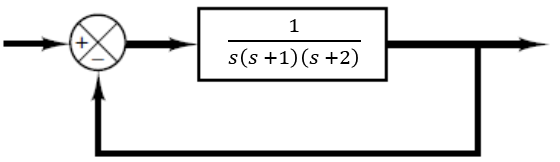 +
−
1
s(s +1)(s +2)